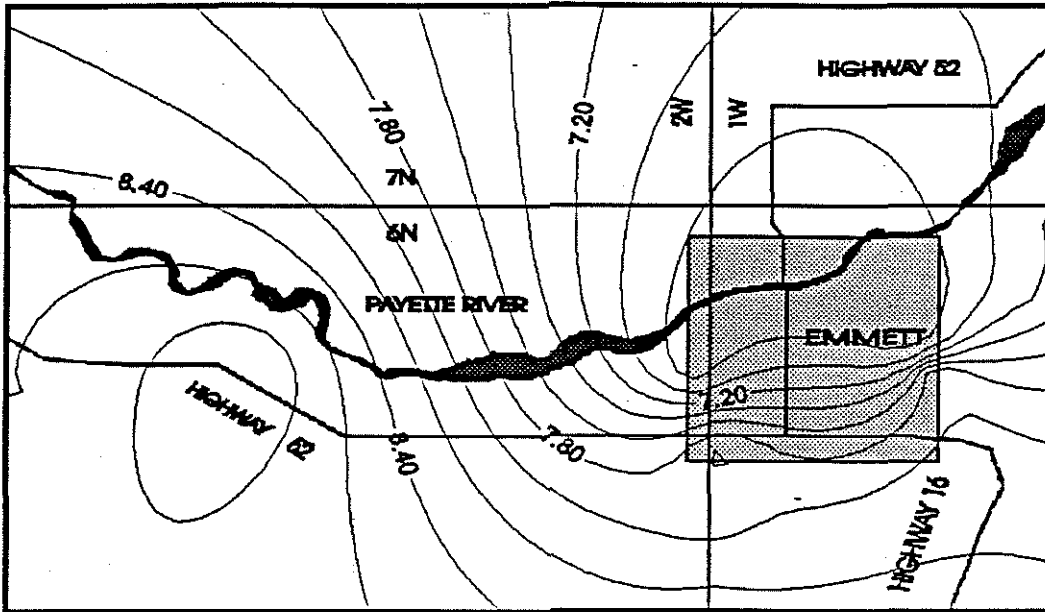 HIGHWAY 52
7.80
7.20
2W
1W
7N
8.40
6N
PAYETTE RIVER
EMMETT
7.20
HIGHWAY 52
8.40
7.80
HIGHWAY 16